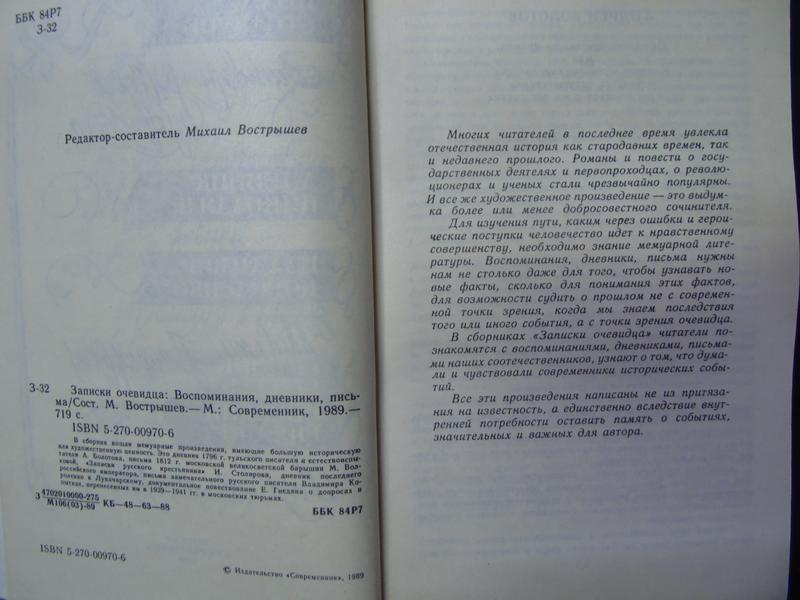 ББК 84Р7
З-32
Редактор-составитель Михаил Вострышев
З-32
Записки очевидца: Воспоминания, дневники, пись-
ма/Сост. М. Вострышев.— М.: Современник, 1989.—
719 с.
ISBN 5-270-00970-6
В сборник вошли мемуарные произведения, имеющие большую историческую
или художественную ценность. Это дневник 1796 г. тульского писателя и естествоиспы-
тателя А. Болотова, письма 1812 г. московской великосветской барышни М. Вол-
ковой, «Записки русского крестьянина» И. Столярова, дневник последнего
российского императора, письма замечательного русского писателя Владимира Ко-
роленко к Луначарскому, документальное повествование Е. Гнедина о допросах и
пытках, перенесенных им в 1939—1941 гг. в московских тюрьмах.
З 4702010000-275
М106(03)-89 КБ—48—63—88
ББК 84Р7
ISBN 5-270-00970-6
© Издательство «Современник», 1989
Многих читателей в последнее время увлекла
отечественная история как стародавних времен, так
и недавнего прошлого. Романы и повести о госу-
дарственных деятелях и первопроходцах, о револю-
ционерах и ученых стали чрезвычайно популярны.
И все же художественное произведение — это выдум-
ка более или менее добросовестного сочинителя.
Для изучения пути, каким через ошибки и герои-
ческие поступки человечество идет к нравственному
совершенству, необходимо знание мемуарной лите-
ратуры. Воспоминания, дневники, письма нужны
нам не столько даже для того, чтобы узнавать но-
вые факты, сколько для понимания этих фактов,
для возможности судить о прошлом не с современ-
ной точки зрения, когда мы знаем последствия
того или иного события, а с точки зрения очевидца.
В сборниках «Записки очевидца» читатели по-
знакомятся с воспоминаниями, дневниками, письма-
ми наших соотечественников, узнают о том, что дума-
ли и чувствовали современники исторических собы-
тий.
Все эти произведения написаны не из притяза-
ния на известность, а единственно вследствие внут-
ренней потребности оставить память о событиях,
значительных и важных для автора.